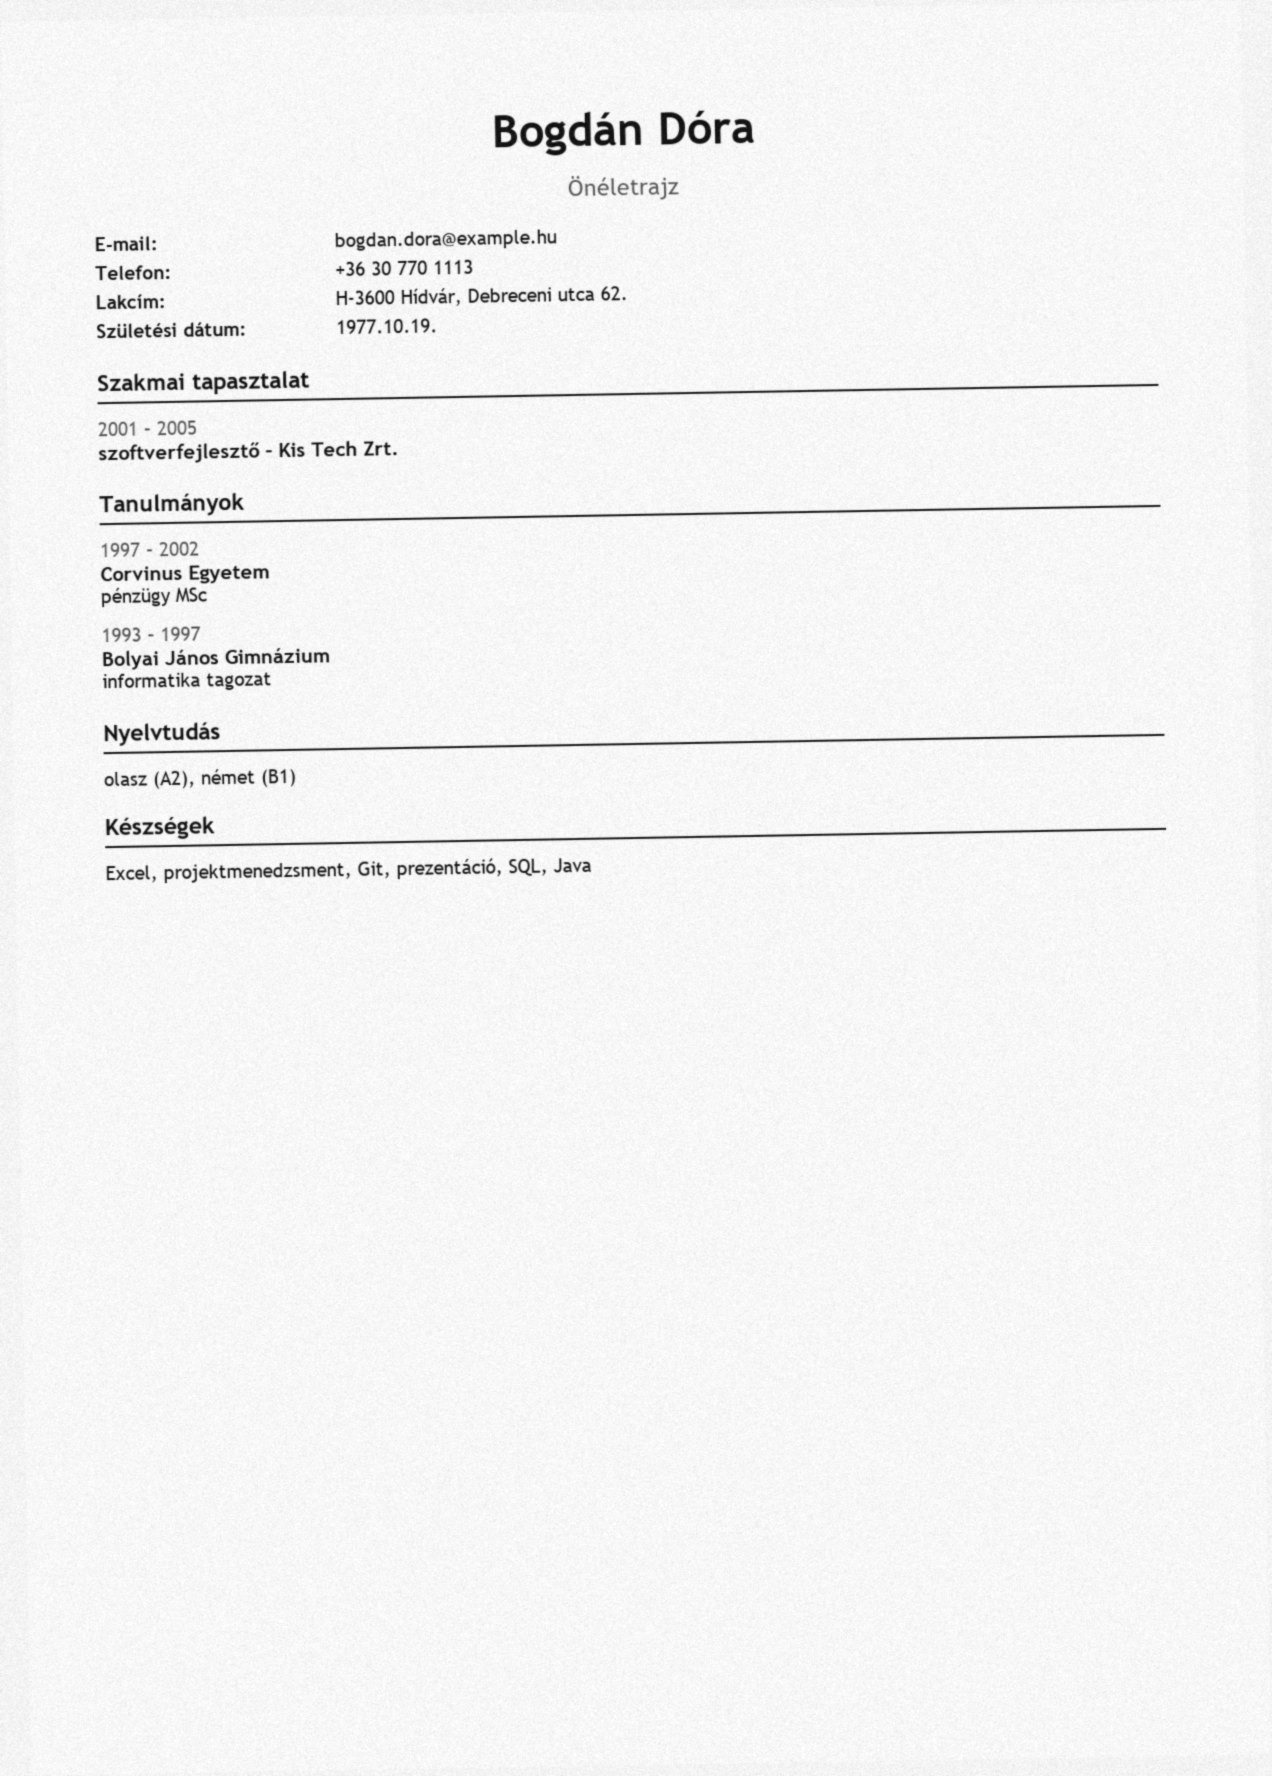 Bogdán Dóra
Önéletrajz
E-mail: bogdan.dora@example.hu
Telefon: +36 30 770 1113
Lakcím: H-3600 Hídvár, Debreceni utca 62.
Születési dátum: 1977.10.19.
Szakmai tapasztalat
2001 - 2005
szoftverfejlesztő - Kis Tech Zrt.
Tanulmányok
1997 - 2002
Corvinus Egyetem
pénzügy MSc
1993 - 1997
Bolyai János Gimnázium
informatika tagozat
Nyelvtudás
olasz (A2), német (B1)
Készségek
Excel, projektmenedzsment, Git, prezentáció, SQL, Java